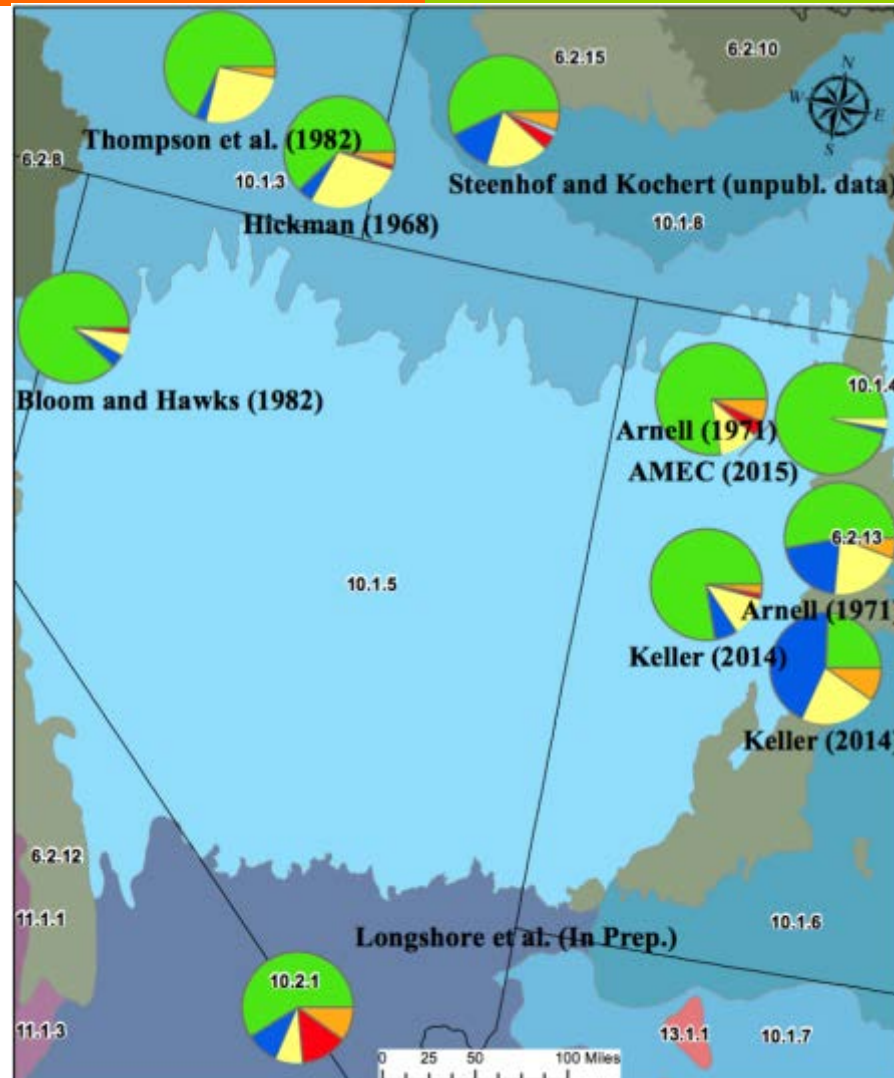 6.2.15
6.2.10
N
W
E
S
Thompson et al. (1982)
6.2.8
10.1.3
Steenhof and Kochert (unpubl. data)
Hickman (1968)
10.1.8
Bloom and Hawks (1982)
10.1.4
Arnell (1971)
AMEC (2015)
6.2.13
10.1.5
Arnell (1971)
Keller (2014)
Keller (2014)
6.2.12
11.1.1
10.1.6
Longshore et al. (In Prep.)
10.2.1
11.1.3
13.1.1
10.1.7
0 25 50 100 Miles